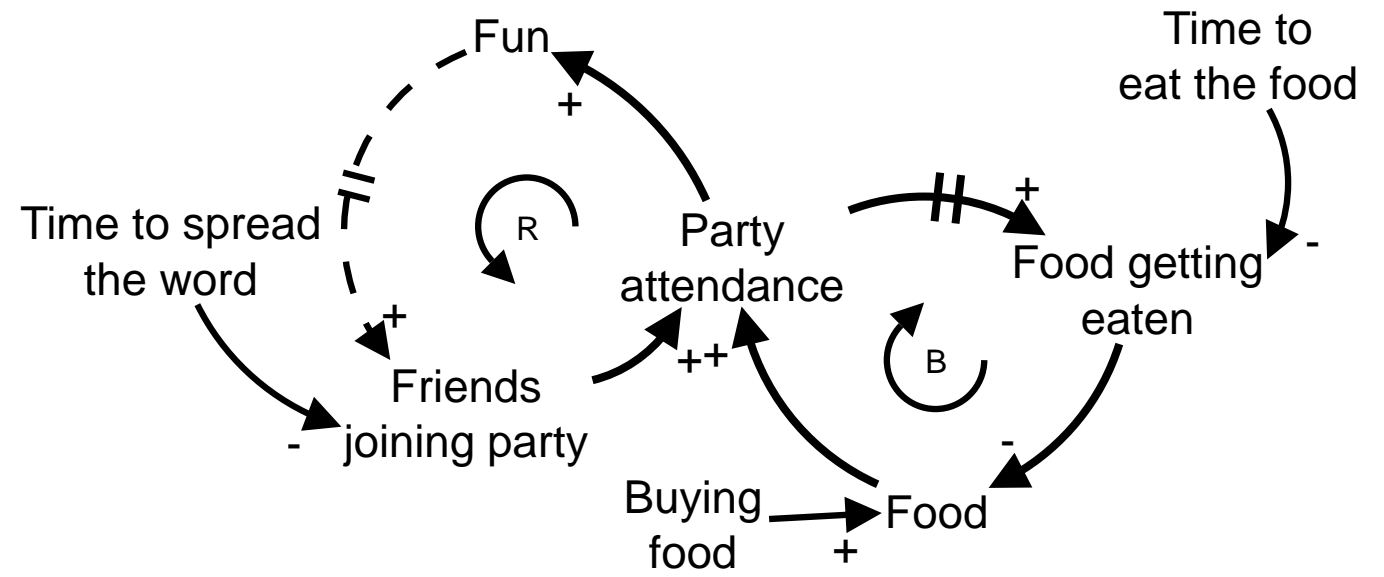 Fun
+
Time to
eat the food
-
+
R
Time to spread
the word
-
+
Party
attendance
++
Food getting
eaten
B
Friends
joining party
-
Buying
food
+
Food